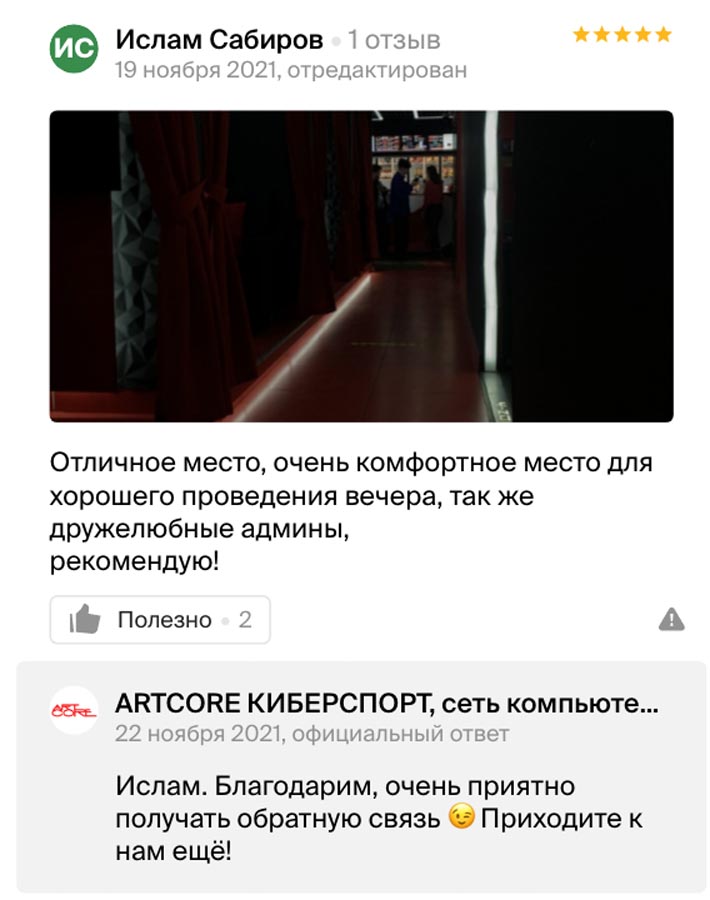 ИС
Ислам Сабиров • 1 отзыв
19 ноября 2021, отредактирован
Отличное место, очень комфортное место для
хорошего проведения вечера, так же
дружелюбные админы,
рекомендую!
Полезно • 2
ART
CORE
ARTCORE КИБЕРСПОРТ, сеть компьюте...
22 ноября 2021, официальный ответ
Ислам. Благодарим, очень приятно
получать обратную связь 😉 Приходите к
нам ещё!